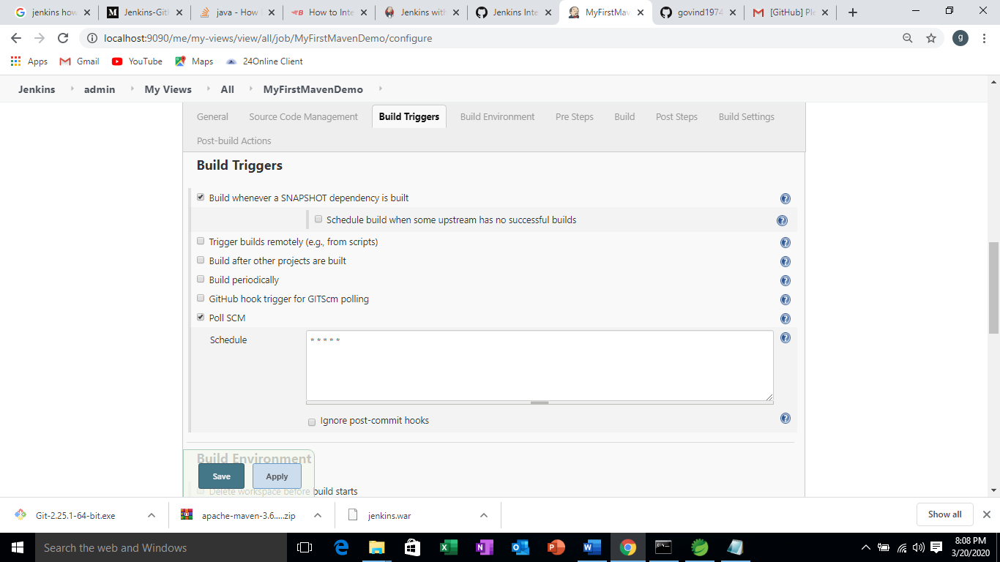 jenkins how
Jenkins-Git
java - How
How to Inte
Jenkins with
Jenkins Inte
MyFirstMav
govind1974
[GitHub] Ple
localhost:9090/me/my-views/view/all/job/MyFirstMavenDemo/configure
g
Apps
Gmail
YouTube
Maps
24Online Client
Jenkins
admin
My Views
All
MyFirstMavenDemo
General
Source Code Management
Build Triggers
Build Environment
Pre Steps
Build
Post Steps
Build Settings
Post-build Actions
Build Triggers
Build whenever a SNAPSHOT dependency is built
Schedule build when some upstream has no successful builds
Trigger builds remotely (e.g., from scripts)
Build after other projects are built
Build periodically
GitHub hook trigger for GITScm polling
Poll SCM
Schedule
* * * * *
Ignore post-commit hooks
Build Environment
Save
Apply
Delete workspace before build starts
Git-2.25.1-64-bit.exe
apache-maven-3.6.....zip
jenkins.war
Show all
Search the web and Windows
8:08 PM
3/20/2020